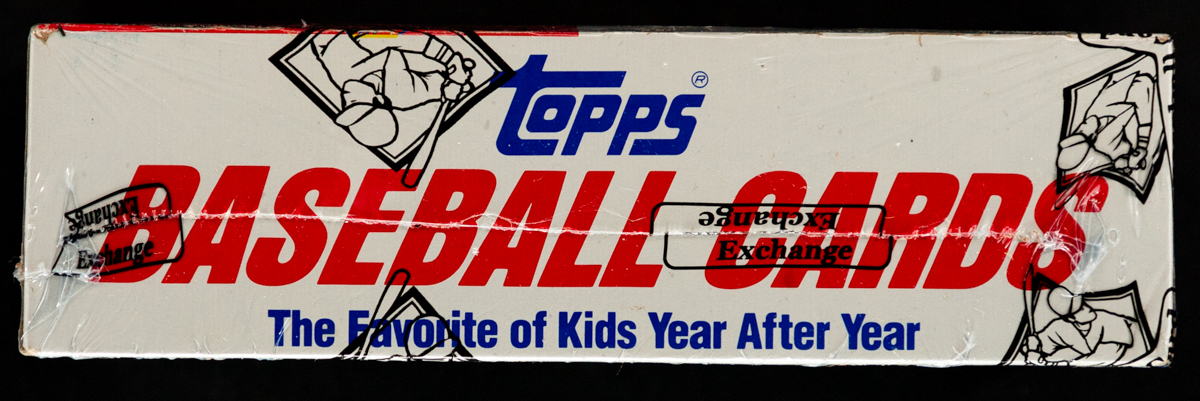 TOPPS®
BASEBALL CARDS
Exchange
Exchange
Exchange
Exchange
The Favorite of Kids Year After Year